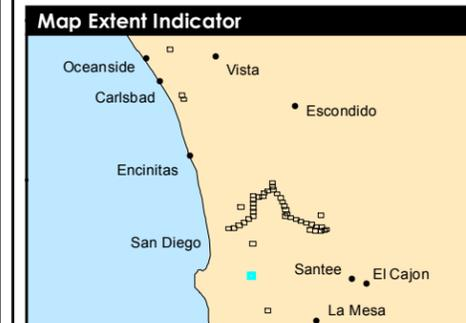 Map Extent Indicator
Oceanside
Vista
Carlsbad
Escondido
Encinitas
San Diego
Santee
El Cajon
La Mesa